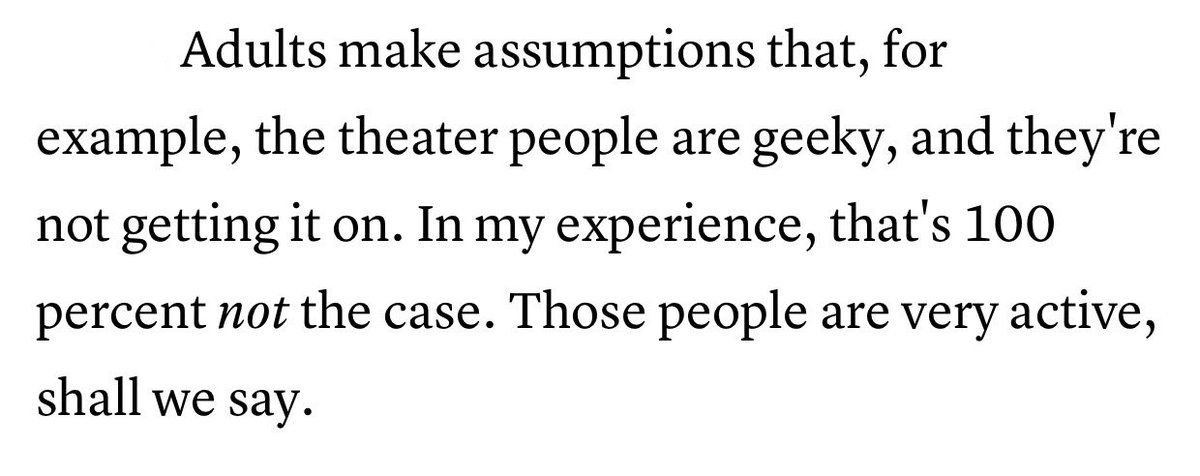 Adults make assumptions that, for
example, the theater people are geeky, and they're
not getting it on. In my experience, that's 100
percent not the case. Those people are very active,
shall we say.